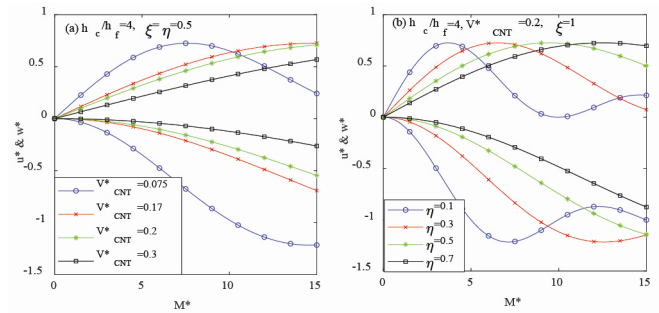 (a) h c/h f=4, ξ= η=0.5
1
0.5
0
-0.5
-1
-1.5
u* & w*
V* CNT =0.075
V* CNT =0.17
V* CNT =0.2
V* CNT =0.3
0 5 10 15
M*
(b) h c/h f=4, V* CNT =0.2, ξ=1
1
0.5
0
-0.5
-1
-1.5
u* & w*
η=0.1
η=0.3
η=0.5
η=0.7
0 5 10 15
M*